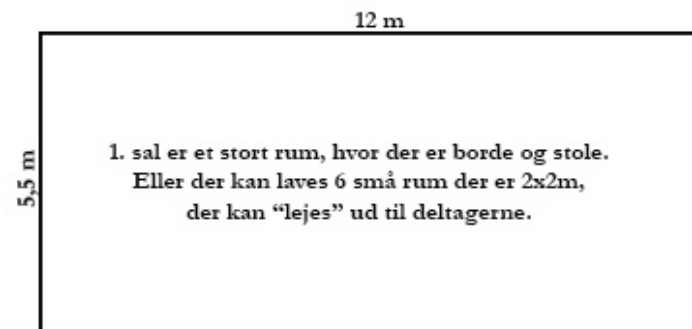 12 m
5,5 m
1. sal er et stort rum, hvor der er borde og stole.
Eller der kan laves 6 små rum der er 2x2m,
der kan “lejes” ud til deltagerne.